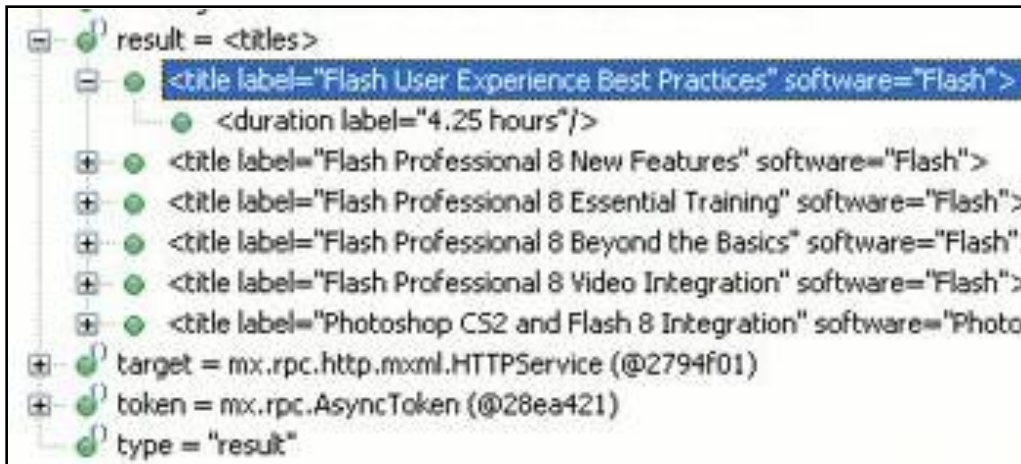 result = <titles>
<title label="Flash User Experience Best Practices" software="Flash">
<duration label="4.25 hours"/>
<title label="Flash Professional 8 New Features" software="Flash">
<title label="Flash Professional 8 Essential Training" software="Flash">
<title label="Flash Professional 8 Beyond the Basics" software="Flash"
<title label="Flash Professional 8 Video Integration" software="Flash">
<title label="Photoshop CS2 and Flash 8 Integration" software="Photo
target = mx.rpc.http.mxml.HTTPService (@2794f01)
token = mx.rpc.AsyncToken (@28ea421)
type = "result"